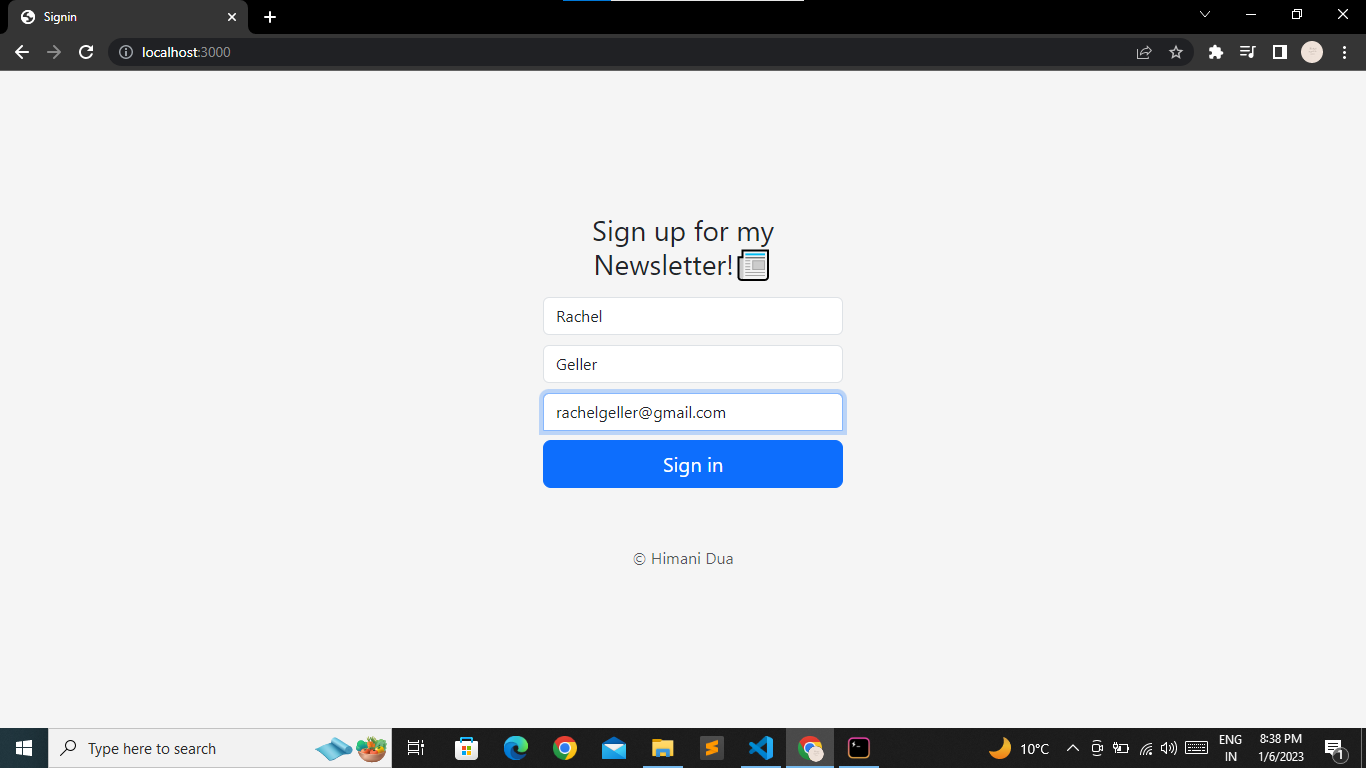 Signin
localhost:3000
Sign up for my
Newsletter!
Rachel
Geller
rachelgeller@gmail.com
Sign in
© Himani Dua
Type here to search
10°C
ENG
IN
8:38 PM
1/6/2023
1